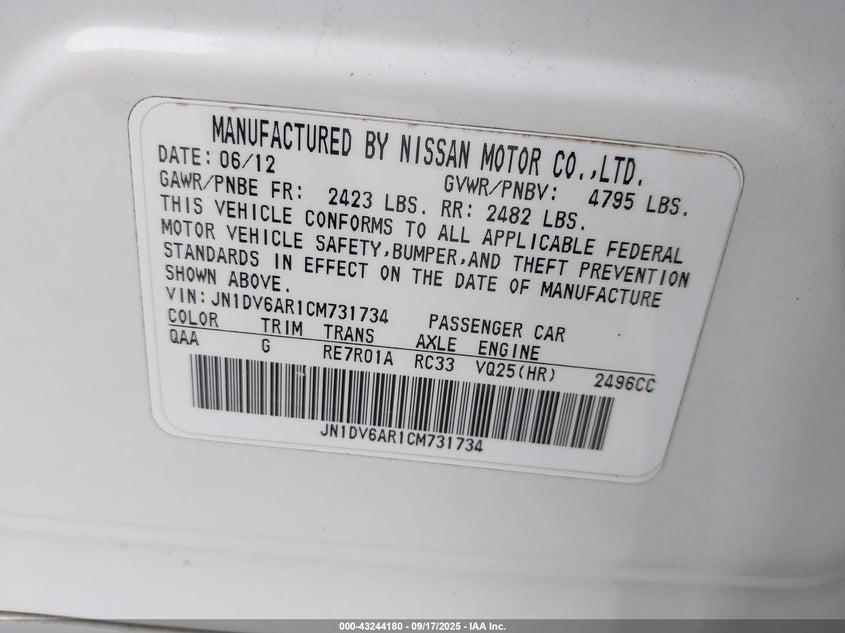 MANUFACTURED BY NISSAN MOTOR CO.,LTD.
DATE: 06/12 GVWR/PNBV: 4795 LBS.
GAWR/PNBE FR: 2423 LBS. RR: 2482 LBS.
THIS VEHICLE CONFORMS TO ALL APPLICABLE FEDERAL
MOTOR VEHICLE SAFETY,BUMPER,AND THEFT PREVENTION
STANDARDS IN EFFECT ON THE DATE OF MANUFACTURE
SHOWN ABOVE.
VIN:JN1DV6AR1CM731734 PASSENGER CAR
COLOR TRIM TRANS AXLE ENGINE
QAA G RE7R01A RC33 VQ25(HR) 2496CC
JN1DV6AR1CM731734
000-43244180 - 09/17/2025 - IAA Inc.